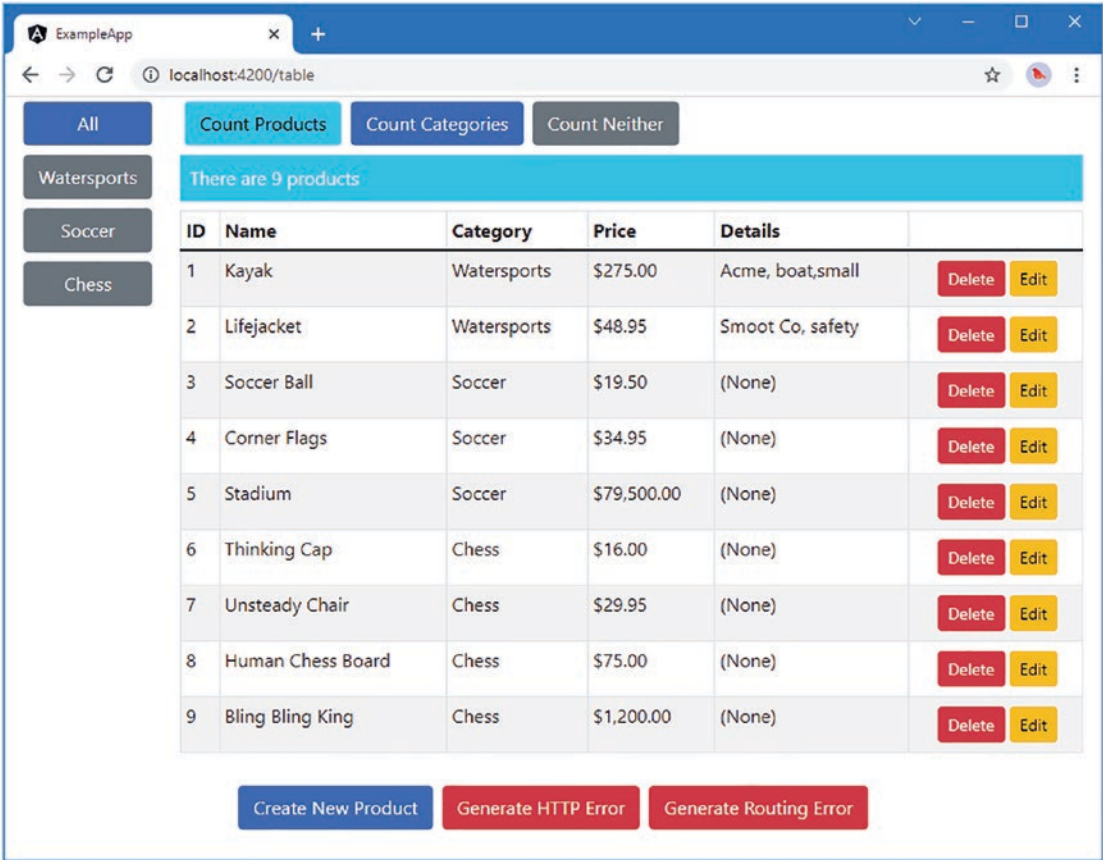 ExampleApp
localhost:4200/table
All
Watersports
Soccer
Chess
Count Products Count Categories Count Neither
There are 9 products
ID Name Category Price Details
1 Kayak Watersports $275.00 Acme, boat,small Delete Edit
2 Lifejacket Watersports $48.95 Smoot Co, safety Delete Edit
3 Soccer Ball Soccer $19.50 (None) Delete Edit
4 Corner Flags Soccer $34.95 (None) Delete Edit
5 Stadium Soccer $79,500.00 (None) Delete Edit
6 Thinking Cap Chess $16.00 (None) Delete Edit
7 Unsteady Chair Chess $29.95 (None) Delete Edit
8 Human Chess Board Chess $75.00 (None) Delete Edit
9 Bling Bling King Chess $1,200.00 (None) Delete Edit
Create New Product Generate HTTP Error Generate Routing Error